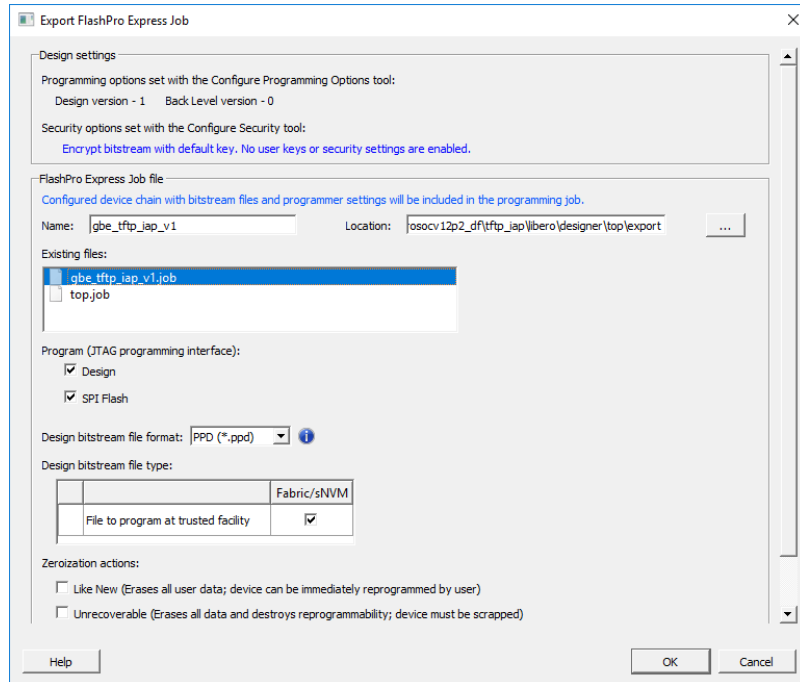 Export FlashPro Express Job
Design settings
Programming options set with the Configure Programming Options tool:
Design version - 1 Back Level version - 0
Security options set with the Configure Security tool:
Encrypt bitstream with default key. No user keys or security settings are enabled.
FlashPro Express Job file
Configured device chain with bitstream files and programmer settings will be included in the programming job.
Name: gbe_tftp_iap_v1 Location: rosocv12p2_df\tftp_iap\libero\designer\top\export ...
Existing files:
gbe_tftp_iap_v1.job
top.job
Program (JTAG programming interface):
Design
SPI Flash
Design bitstream file format: PPD (*.ppd)
Design bitstream file type:
Fabric/sNVM
File to program at trusted facility
Zeroization actions:
Like New (Erases all user data; device can be immediately reprogrammed by user)
Unrecoverable (Erases all data and destroys reprogrammability; device must be scrapped)
Help OK Cancel